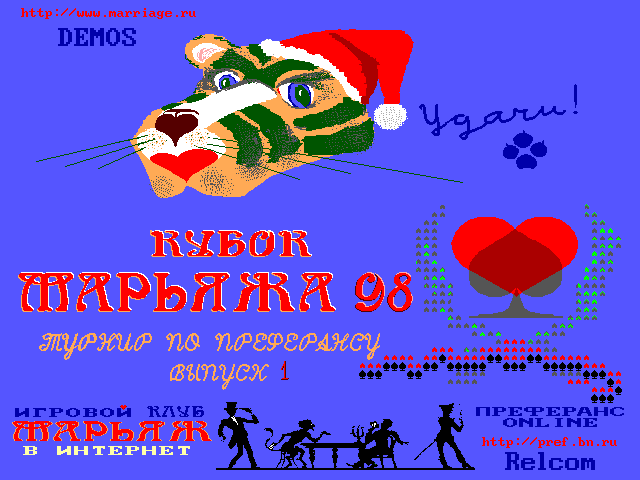 http://www.marriage.ru
DEMOS
Удачи!
КУБОК
МАРЬЯЖА 98
ТУРНИР ПО ПРЕФЕРАНСУ
ВЫПУСК 1
ИГРОВОЙ КЛУБ
МАРЬЯЖ
В ИНТЕРНЕТ
ПРЕФЕРАНС
ONLINE
http://pref.bn.ru
Relcom